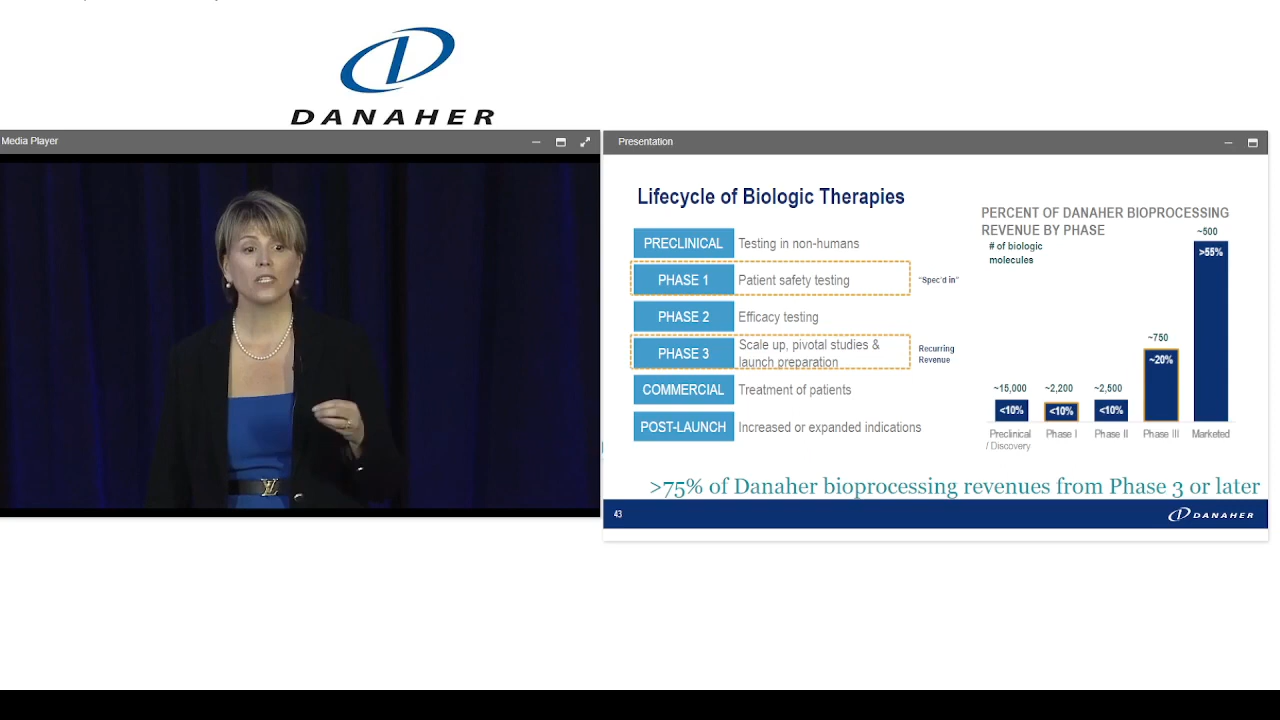 DANAHER
Media Player
Presentation
Lifecycle of Biologic Therapies
PRECLINICAL Testing in non-humans
PHASE 1 Patient safety testing
"Spec'd in"
PHASE 2 Efficacy testing
PHASE 3 Scale up, pivotal studies &
launch preparation
Recurring
Revenue
COMMERCIAL Treatment of patients
POST-LAUNCH Increased or expanded indications
PERCENT OF DANAHER BIOPROCESSING
REVENUE BY PHASE
# of biologic
molecules
~15,000 ~2,200 ~2,500 ~750 ~500
<10% <10% <10% ~20% >55%
Preclinical
/ Discovery
Phase I
Phase II
Phase III
Marketed
>75% of Danaher bioprocessing revenues from Phase 3 or later
43
DANAHER